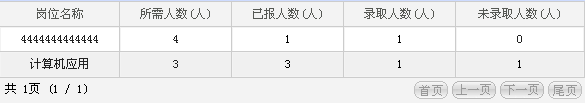 岗位名称 所需人数(人) 已报人数(人) 录取人数(人) 未录取人数(人)
4444444444444 4 1 1 0
计算机应用 3 3 1 1
共 1页 (1 / 1) 首页 上一页 下一页 尾页